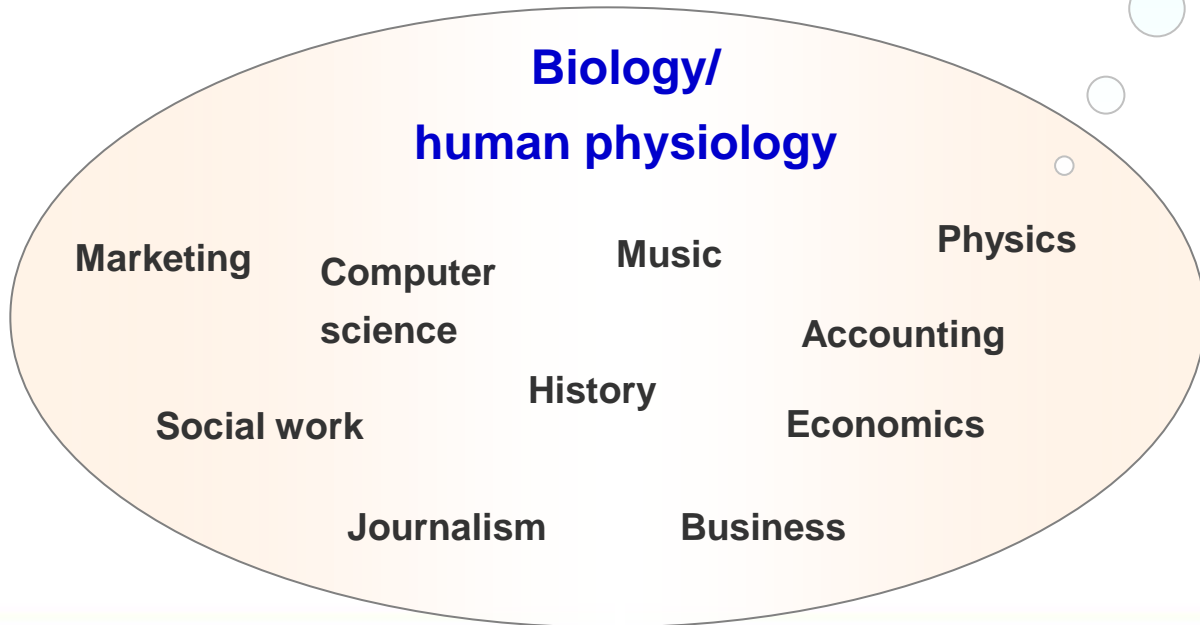 Biology/
human physiology
Marketing
Computer
science
Music
Physics
Accounting
History
Social work
Economics
Journalism
Business